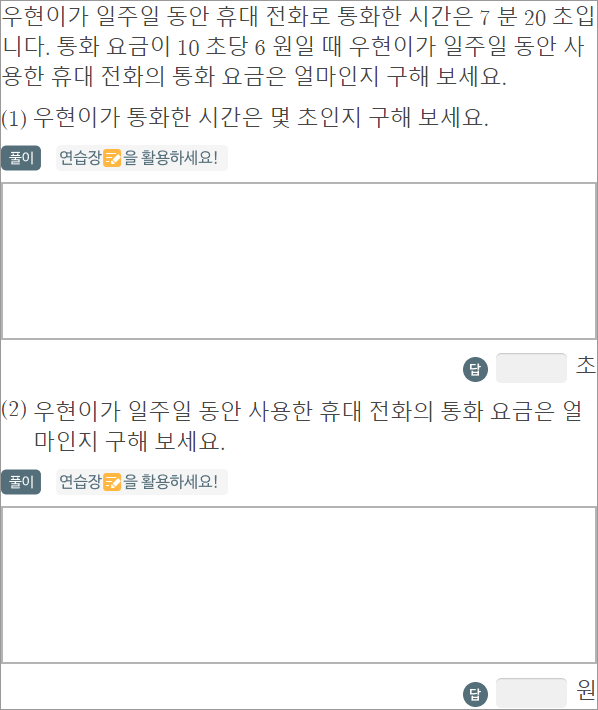 우현이가 일주일 동안 휴대 전화로 통화한 시간은 7 분 20 초입
니다. 통화 요금이 10 초당 6 원일 때 우현이가 일주일 동안 사
용한 휴대 전화의 통화 요금은 얼마인지 구해 보세요.
(1) 우현이가 통화한 시간은 몇 초인지 구해 보세요.
풀이 연습장을 활용하세요!
답 초
(2) 우현이가 일주일 동안 사용한 휴대 전화의 통화 요금은 얼
마인지 구해 보세요.
풀이 연습장을 활용하세요!
답 원